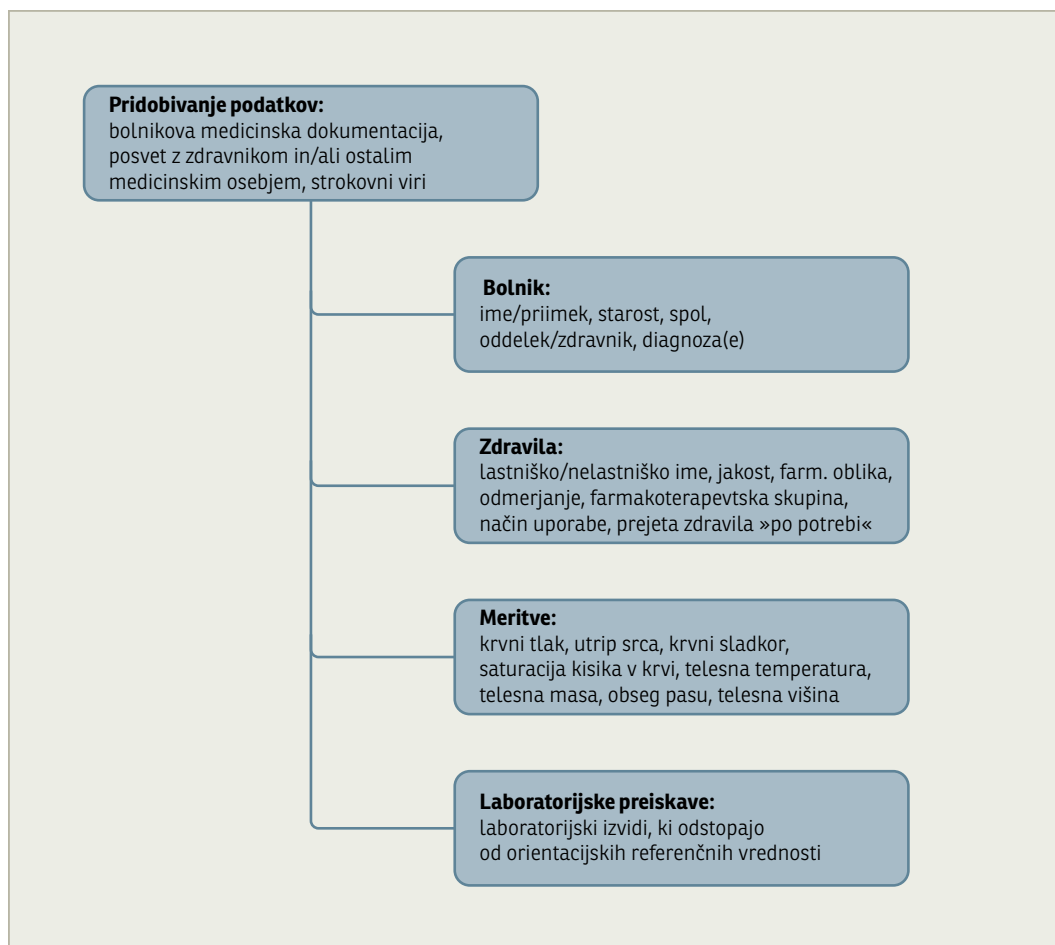 Pridobivanje podatkov:
bolnikova medicinska dokumentacija,
posvet z zdravnikom in/ali ostalim
medicinskim osebjem, strokovni viri
Bolnik:
ime/priimek, starost, spol,
oddelek/zdravnik, diagnoza(e)
Zdravila:
lastniško/nelastniško ime, jakost, farm. oblika,
odmerjanje, farmakoterapevtska skupina,
način uporabe, prejeta zdravila »po potrebi«
Meritve:
krvni tlak, utrip srca, krvni sladkor,
saturacija kisika v krvi, telesna temperatura,
telesna masa, obseg pasu, telesna višina
Laboratorijske preiskave:
laboratorijski izvidi, ki odstopajo
od orientacijskih referenčnih vrednosti